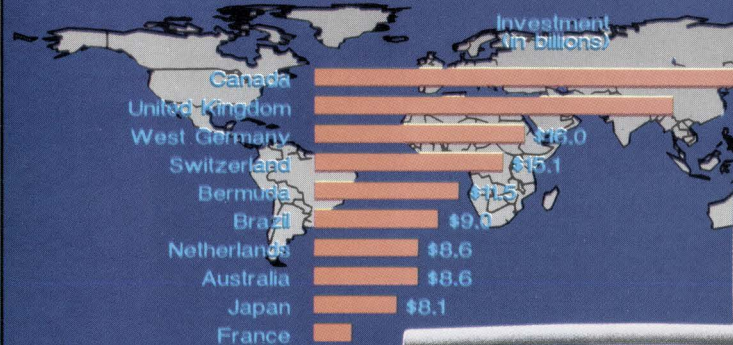 Investment
(in billions)
Canada
United Kingdom
West Germany $16.0
Switzerland $15.1
Bermuda $11.5
Brazil
Netherlands $8.6
Australia $8.6
Japan $8.1
France